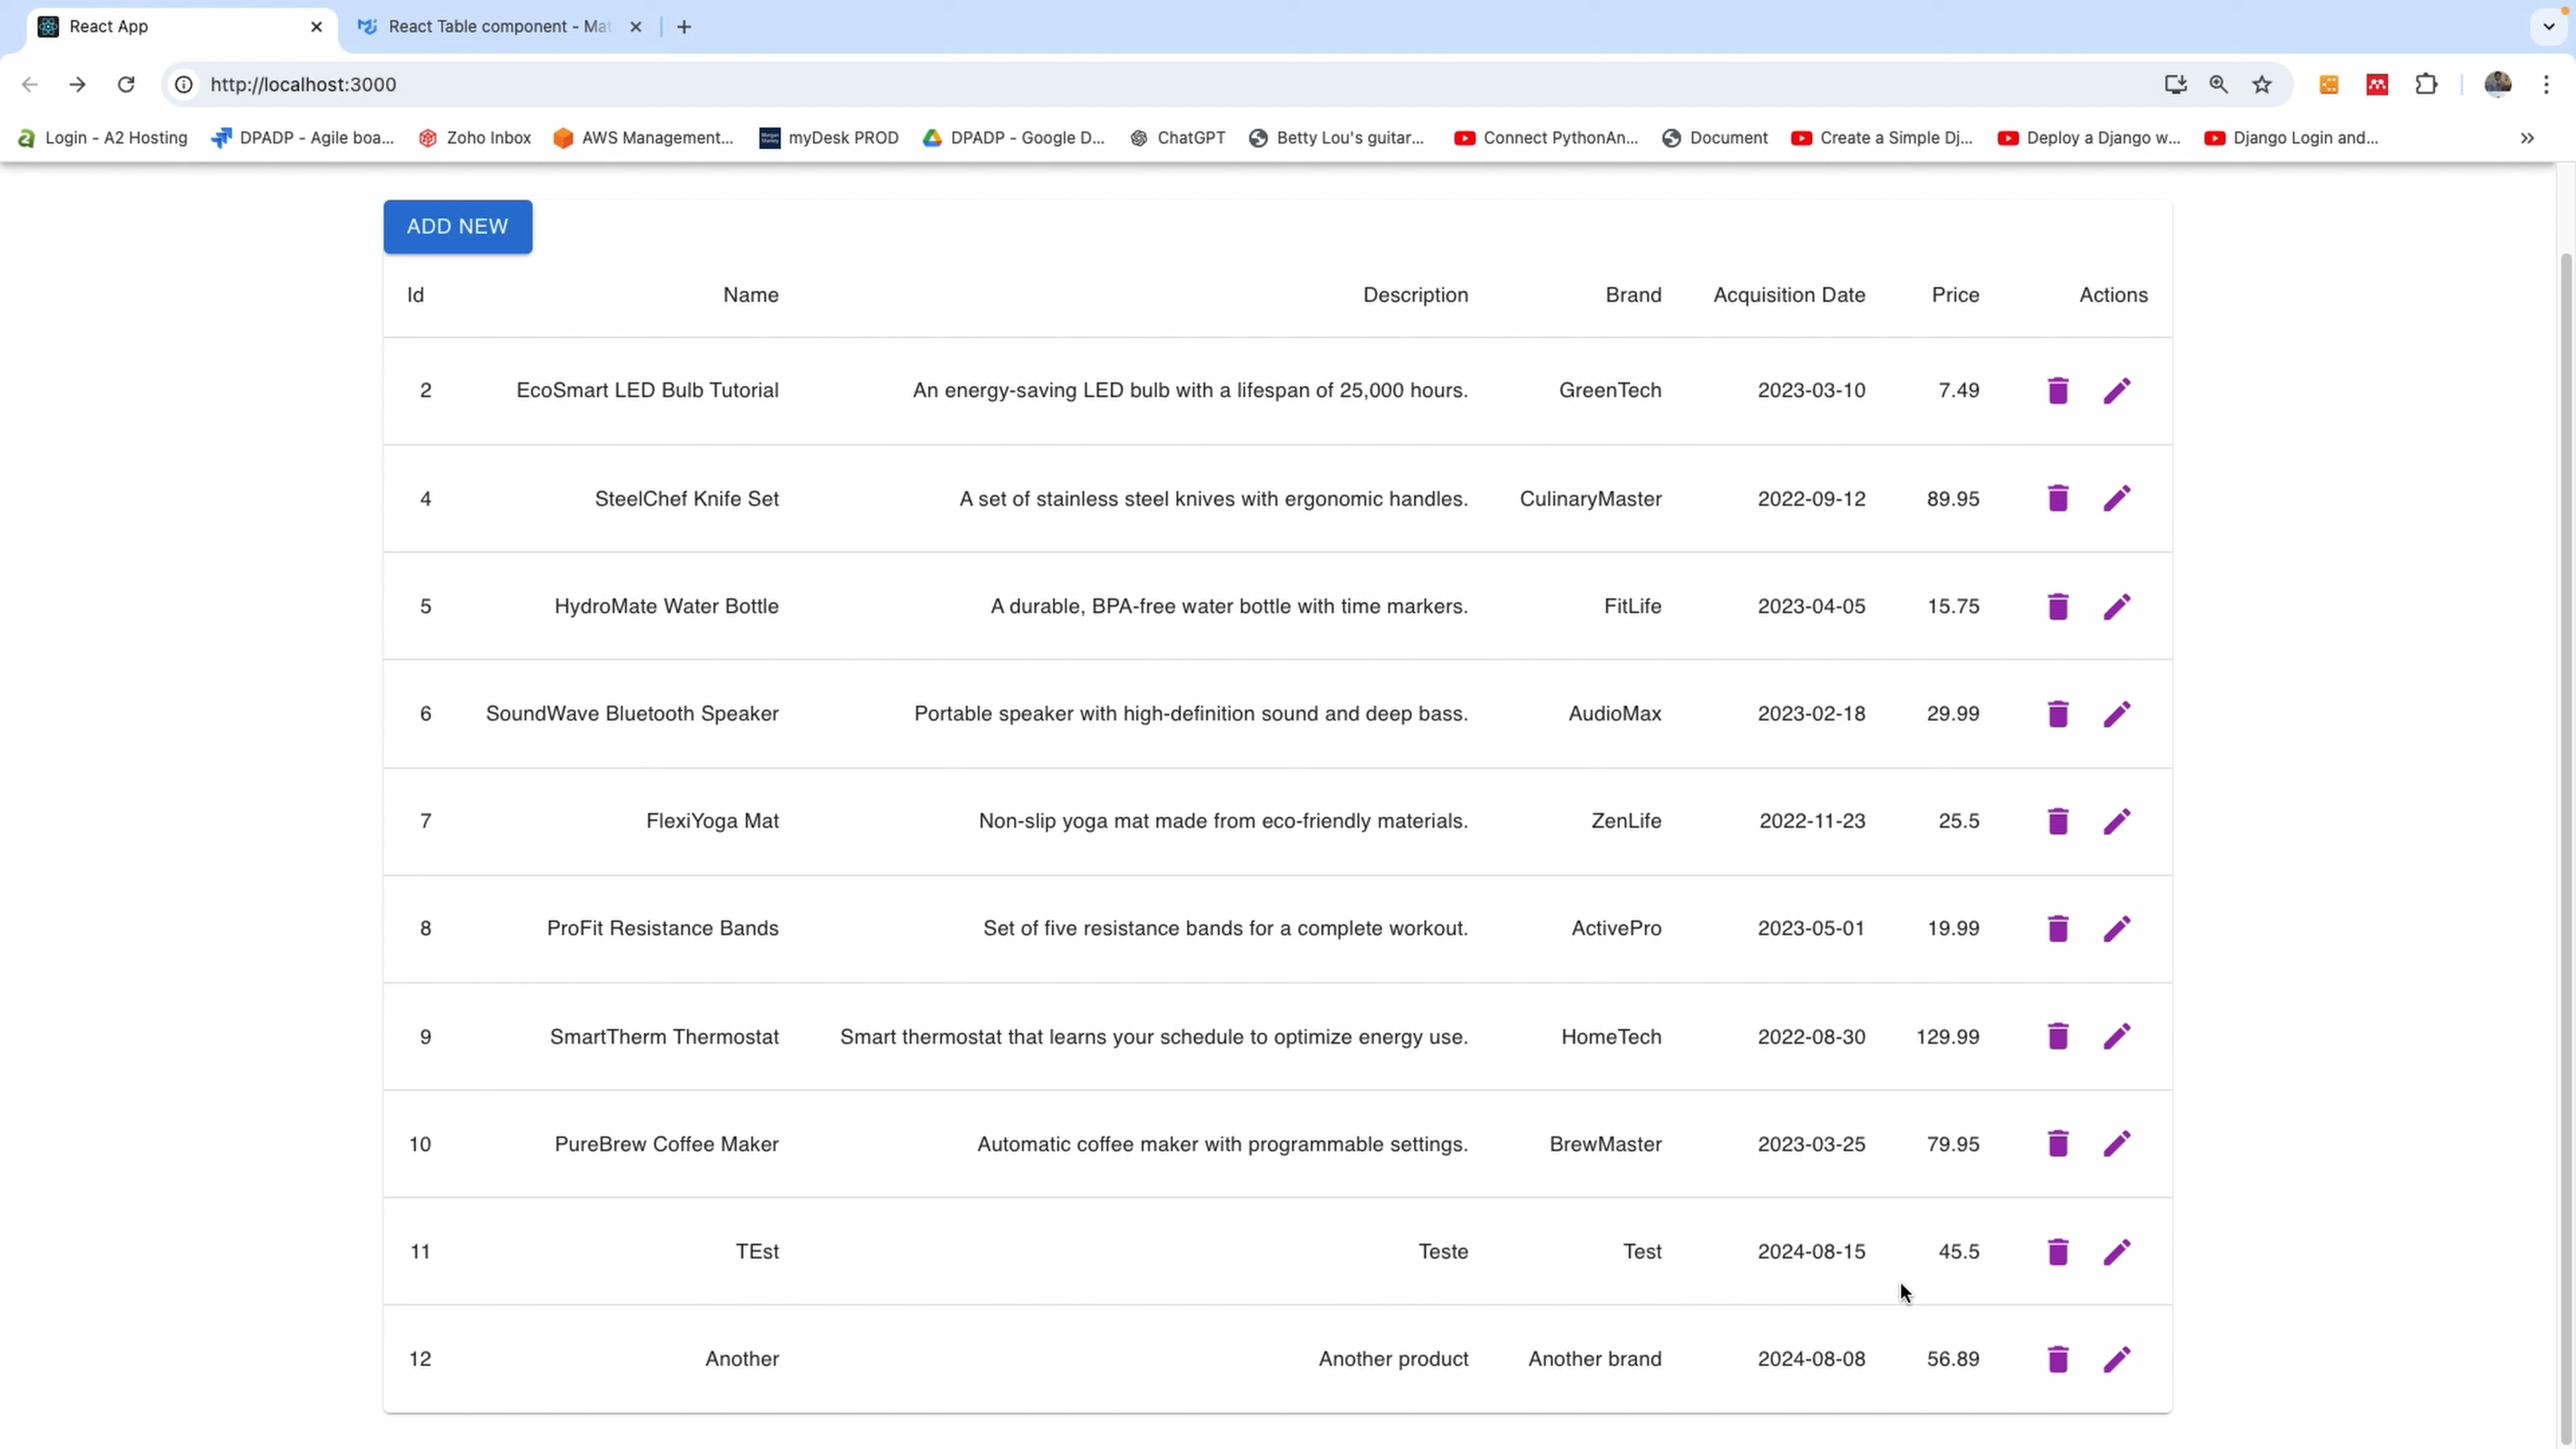 React App
React Table component - Mat
http://localhost:3000
Login - A2 Hosting
DPADP - Agile boa...
Zoho Inbox
AWS Management...
myDesk PROD
DPADP - Google D...
ChatGPT
Betty Lou's guitar...
Connect PythonAn...
Document
Create a Simple Dj...
Deploy a Django w...
Django Login and...
ADD NEW
Id Name Description Brand Acquisition Date Price Actions
2 EcoSmart LED Bulb Tutorial An energy-saving LED bulb with a lifespan of 25,000 hours. GreenTech 2023-03-10 7.49
4 SteelChef Knife Set A set of stainless steel knives with ergonomic handles. CulinaryMaster 2022-09-12 89.95
5 HydroMate Water Bottle A durable, BPA-free water bottle with time markers. FitLife 2023-04-05 15.75
6 SoundWave Bluetooth Speaker Portable speaker with high-definition sound and deep bass. AudioMax 2023-02-18 29.99
7 FlexiYoga Mat Non-slip yoga mat made from eco-friendly materials. ZenLife 2022-11-23 25.5
8 ProFit Resistance Bands Set of five resistance bands for a complete workout. ActivePro 2023-05-01 19.99
9 SmartTherm Thermostat Smart thermostat that learns your schedule to optimize energy use. HomeTech 2022-08-30 129.99
10 PureBrew Coffee Maker Automatic coffee maker with programmable settings. BrewMaster 2023-03-25 79.95
11 TEst Teste Test 2024-08-15 45.5
12 Another Another product Another brand 2024-08-08 56.89